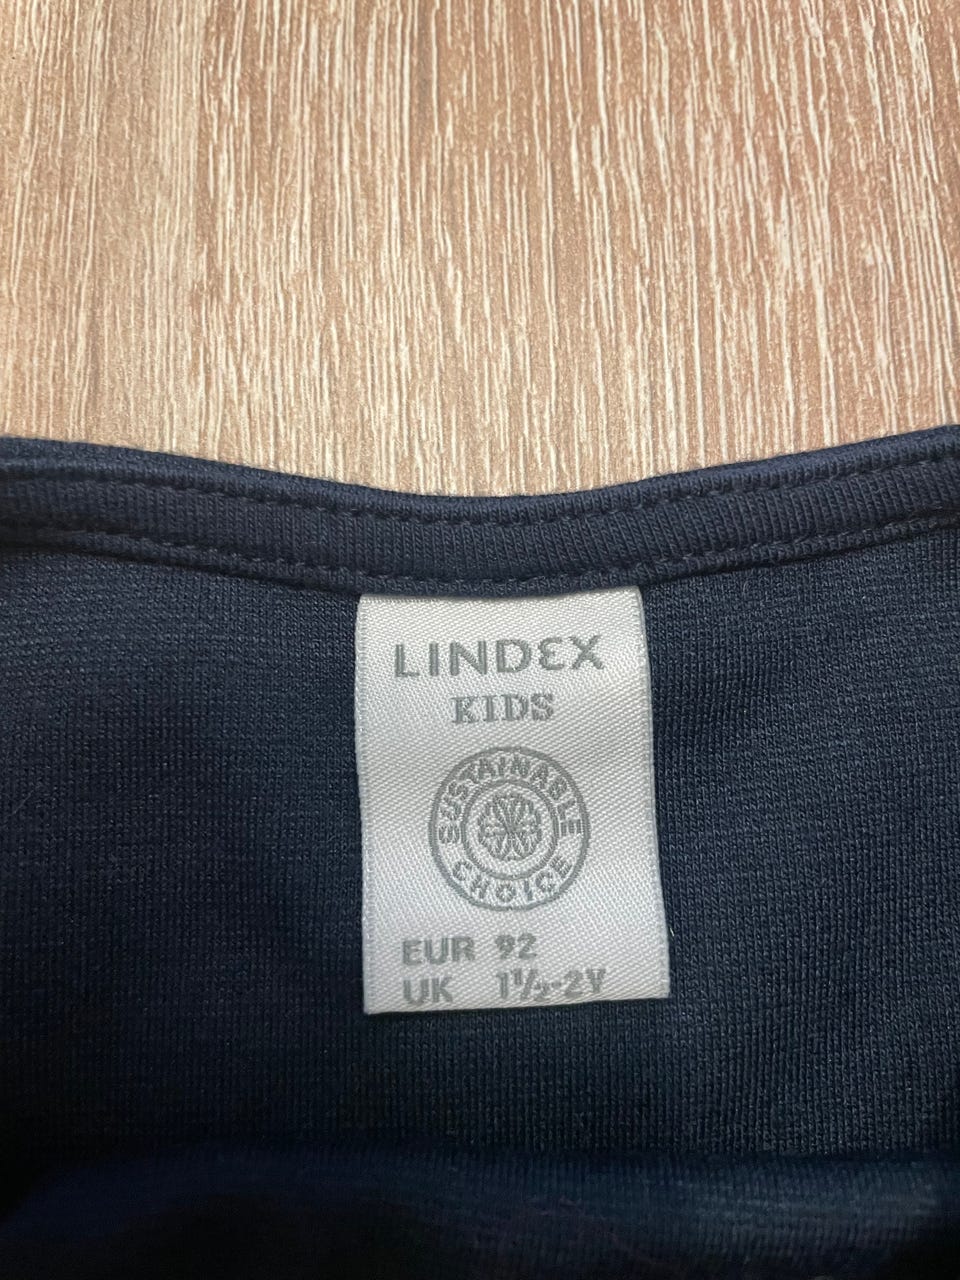 LINDEX
KIDS
SUSTAINABLE
CHOICE
EUR 92
UK 1½-2Y